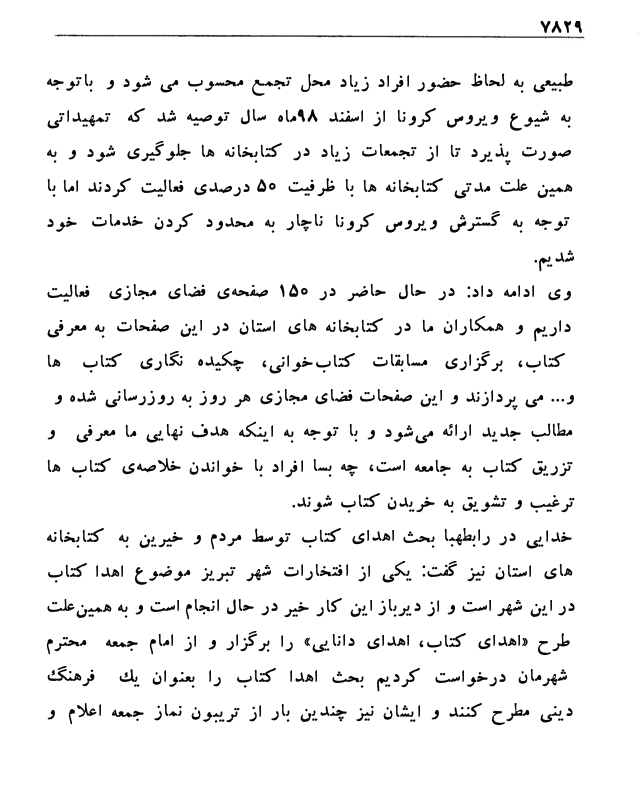 ۷۸۲۹
طبیعی به لحاظ حضور افراد زیاد محل تجمع محسوب می شود و باتوجه
به شیوع ویروس کرونا از اسفند ۹۸ماه سال توصیه شد که تمهیداتی
صورت پذیرد تا از تجمعات زیاد در کتابخانه ها جلوگیری شود و به
همین علت مدتی کتابخانه ها با ظرفیت ۵۰ درصدی فعالیت کردند اما با
توجه به گسترش ویروس کرونا ناچار به محدود کردن خدمات خود
شدیم.
وی ادامه داد: در حال حاضر در ۱۵۰ صفحه‌ی فضای مجازی فعالیت
داریم و همکاران ما در کتابخانه های استان در این صفحات به معرفی
کتاب، برگزاری مسابقات کتاب‌خوانی، چکیده نگاری کتاب ها
و... می پردازند و این صفحات فضای مجازی هر روز به روزرسانی شده و
مطالب جدید ارائه می‌شود و با توجه به اینکه هدف نهایی ما معرفی و
تزریق کتاب به جامعه است، چه بسا افراد با خواندن خلاصه‌ی کتاب ها
ترغیب و تشویق به خریدن کتاب شوند.
خدایی در رابطهبا بحث اهدای کتاب توسط مردم و خیرین به کتابخانه
های استان نیز گفت: یکی از افتخارات شهر تبریز موضوع اهدا کتاب
در این شهر است و از دیرباز این کار خیر در حال انجام است و به همین‌علت
طرح «اهدای کتاب، اهدای دانایی» را برگزار و از امام جمعه محترم
شهرمان درخواست کردیم بحث اهدا کتاب را بعنوان یك فرهنگ
دینی مطرح کنند و ایشان نیز چندین بار از تریبون نماز جمعه اعلام و